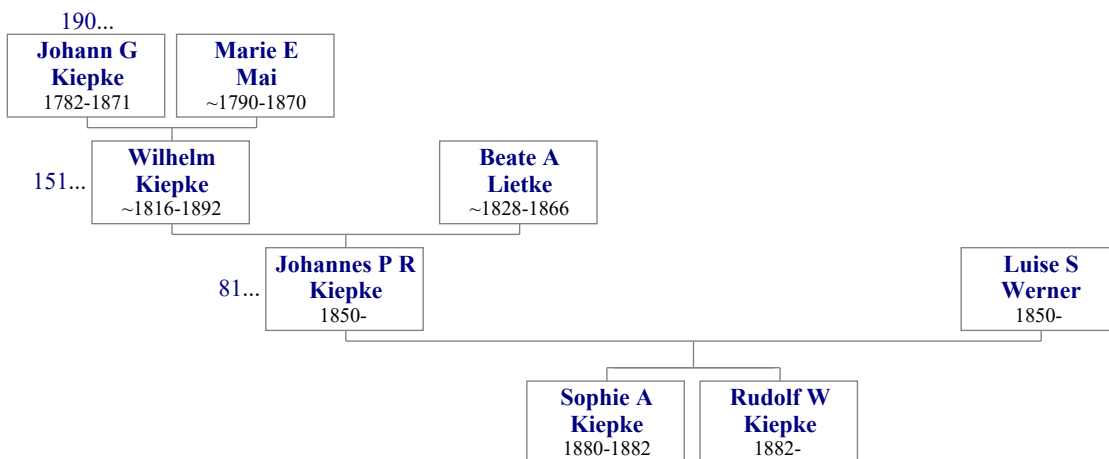 190...
Johann G
Kiepke
1782-1871
Marie E
Mai
~1790-1870
151...
Wilhelm
Kiepke
~1816-1892
Beate A
Lietke
~1828-1866
81...
Johannes P R
Kiepke
1850-
Luise S
Werner
1850-
Sophie A
Kiepke
1880-1882
Rudolf W
Kiepke
1882-